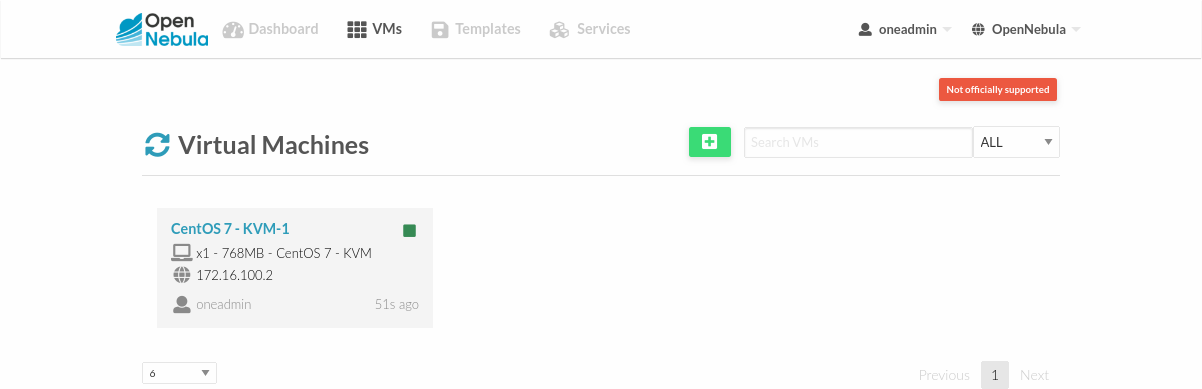 Open Nebula
Dashboard VMs Templates Services oneadmin OpenNebula
Not officially supported
Virtual Machines Search VMs ALL
CentOS 7 - KVM-1
x1 - 768MB - CentOS 7 - KVM
172.16.100.2
oneadmin 51s ago
6 Previous 1 Next